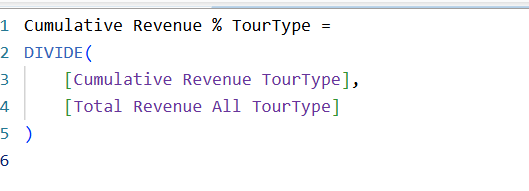 1 Cumulative Revenue % TourType =
2 DIVIDE(
3 [Cumulative Revenue TourType],
4 [Total Revenue All TourType]
5 )
6